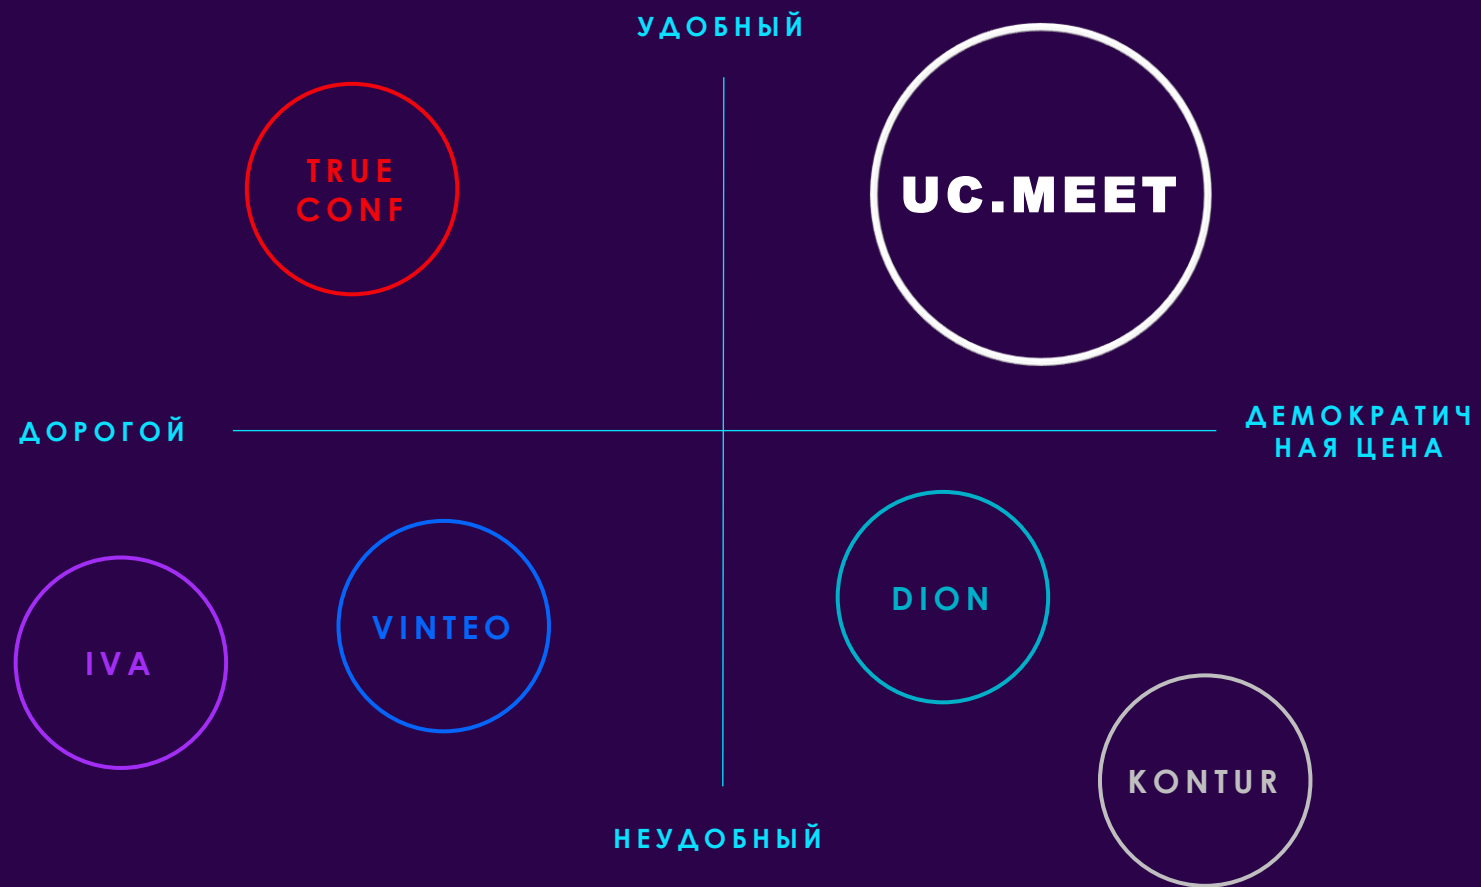 УДОБНЫЙ
TRUE
CONF
UC.MEET
ДОРОГОЙ
ДЕМОКРАТИЧ
НАЯ ЦЕНА
IVA
VINTEO
DION
KONTUR
НЕУДОБНЫЙ